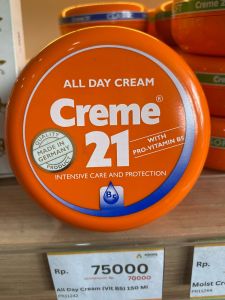 ALL DAY CREAM
Creme®
21
WITH
PRO-VITAMIN B5
QUALITY
MADE IN
GERMANY
PRODUCT
INTENSIVE CARE AND PROTECTION
B5
Rp. 75000
70000
All Day Cream (Vit B5) 150 Ml
Rp.
Moist Cre